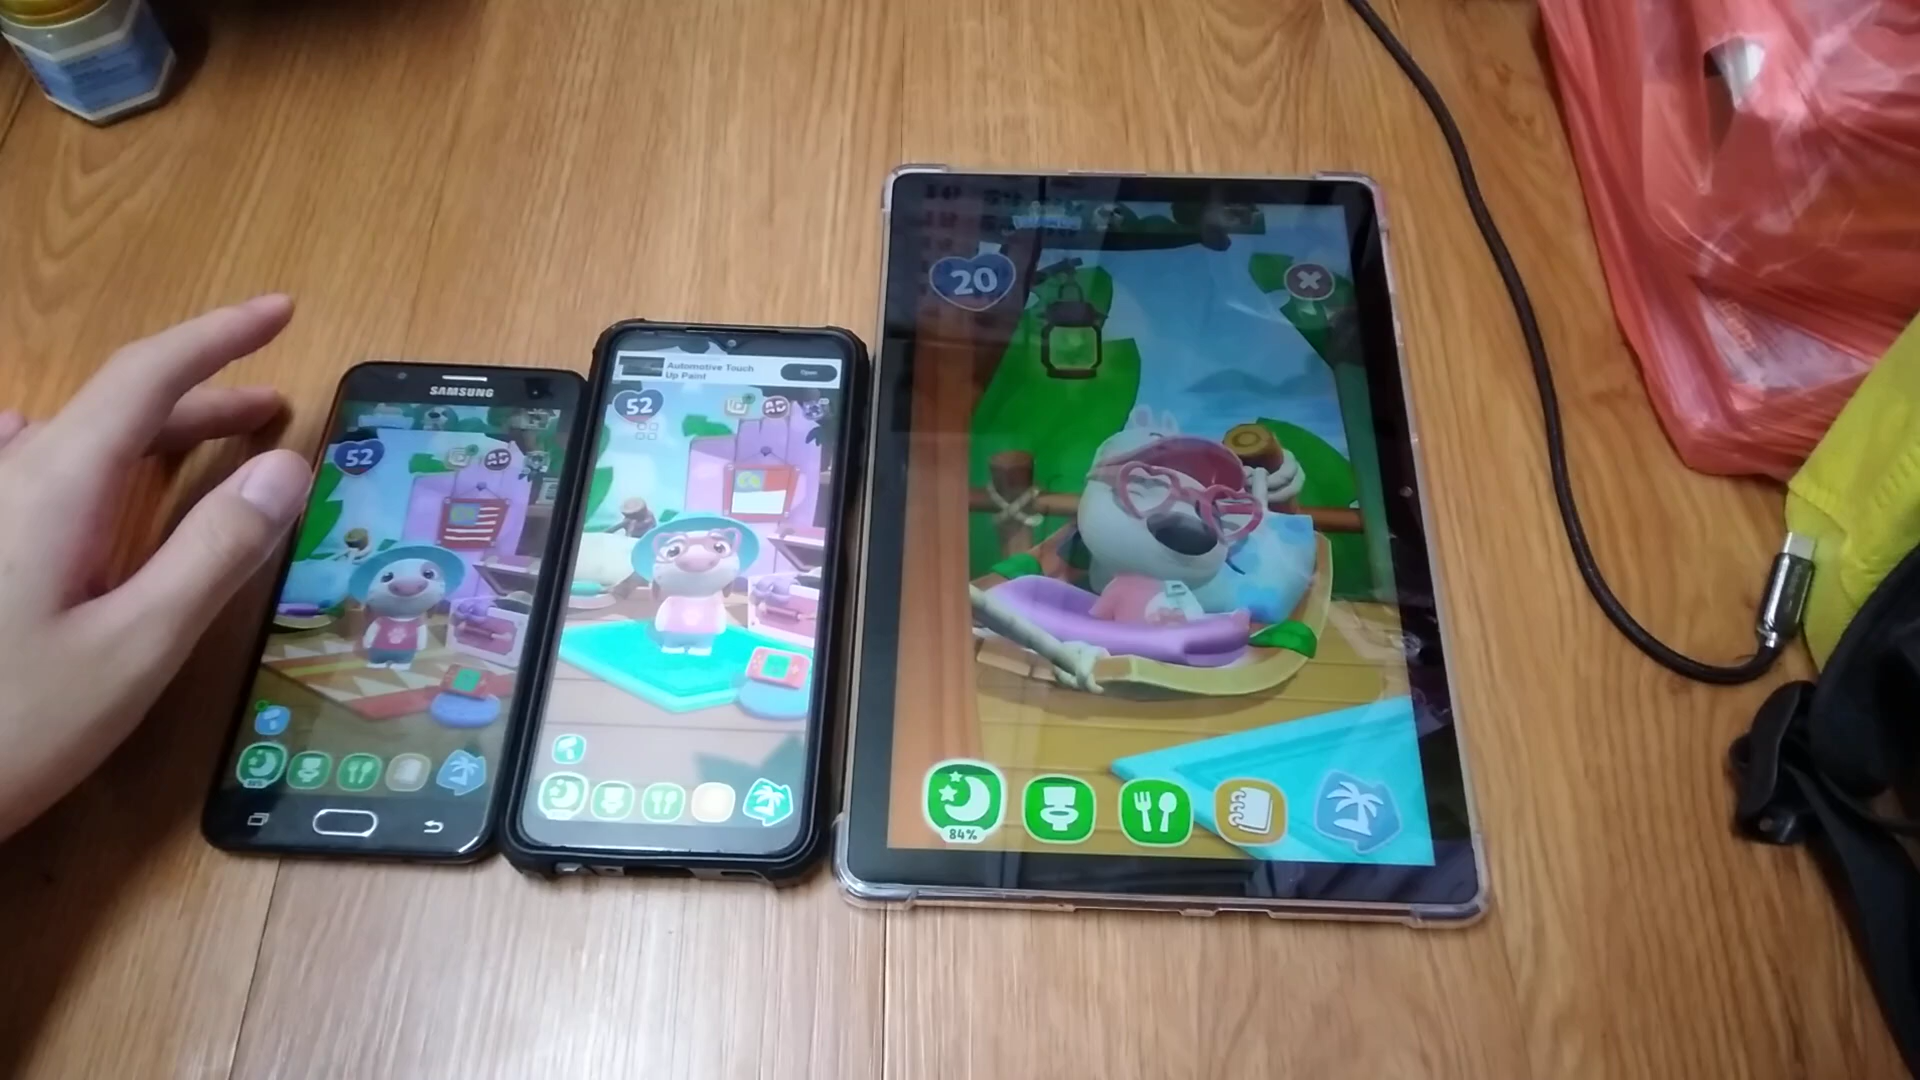 SAMSUNG
52
Automotive Touch
Up Paint
Open
52
AD
AD
20
84%